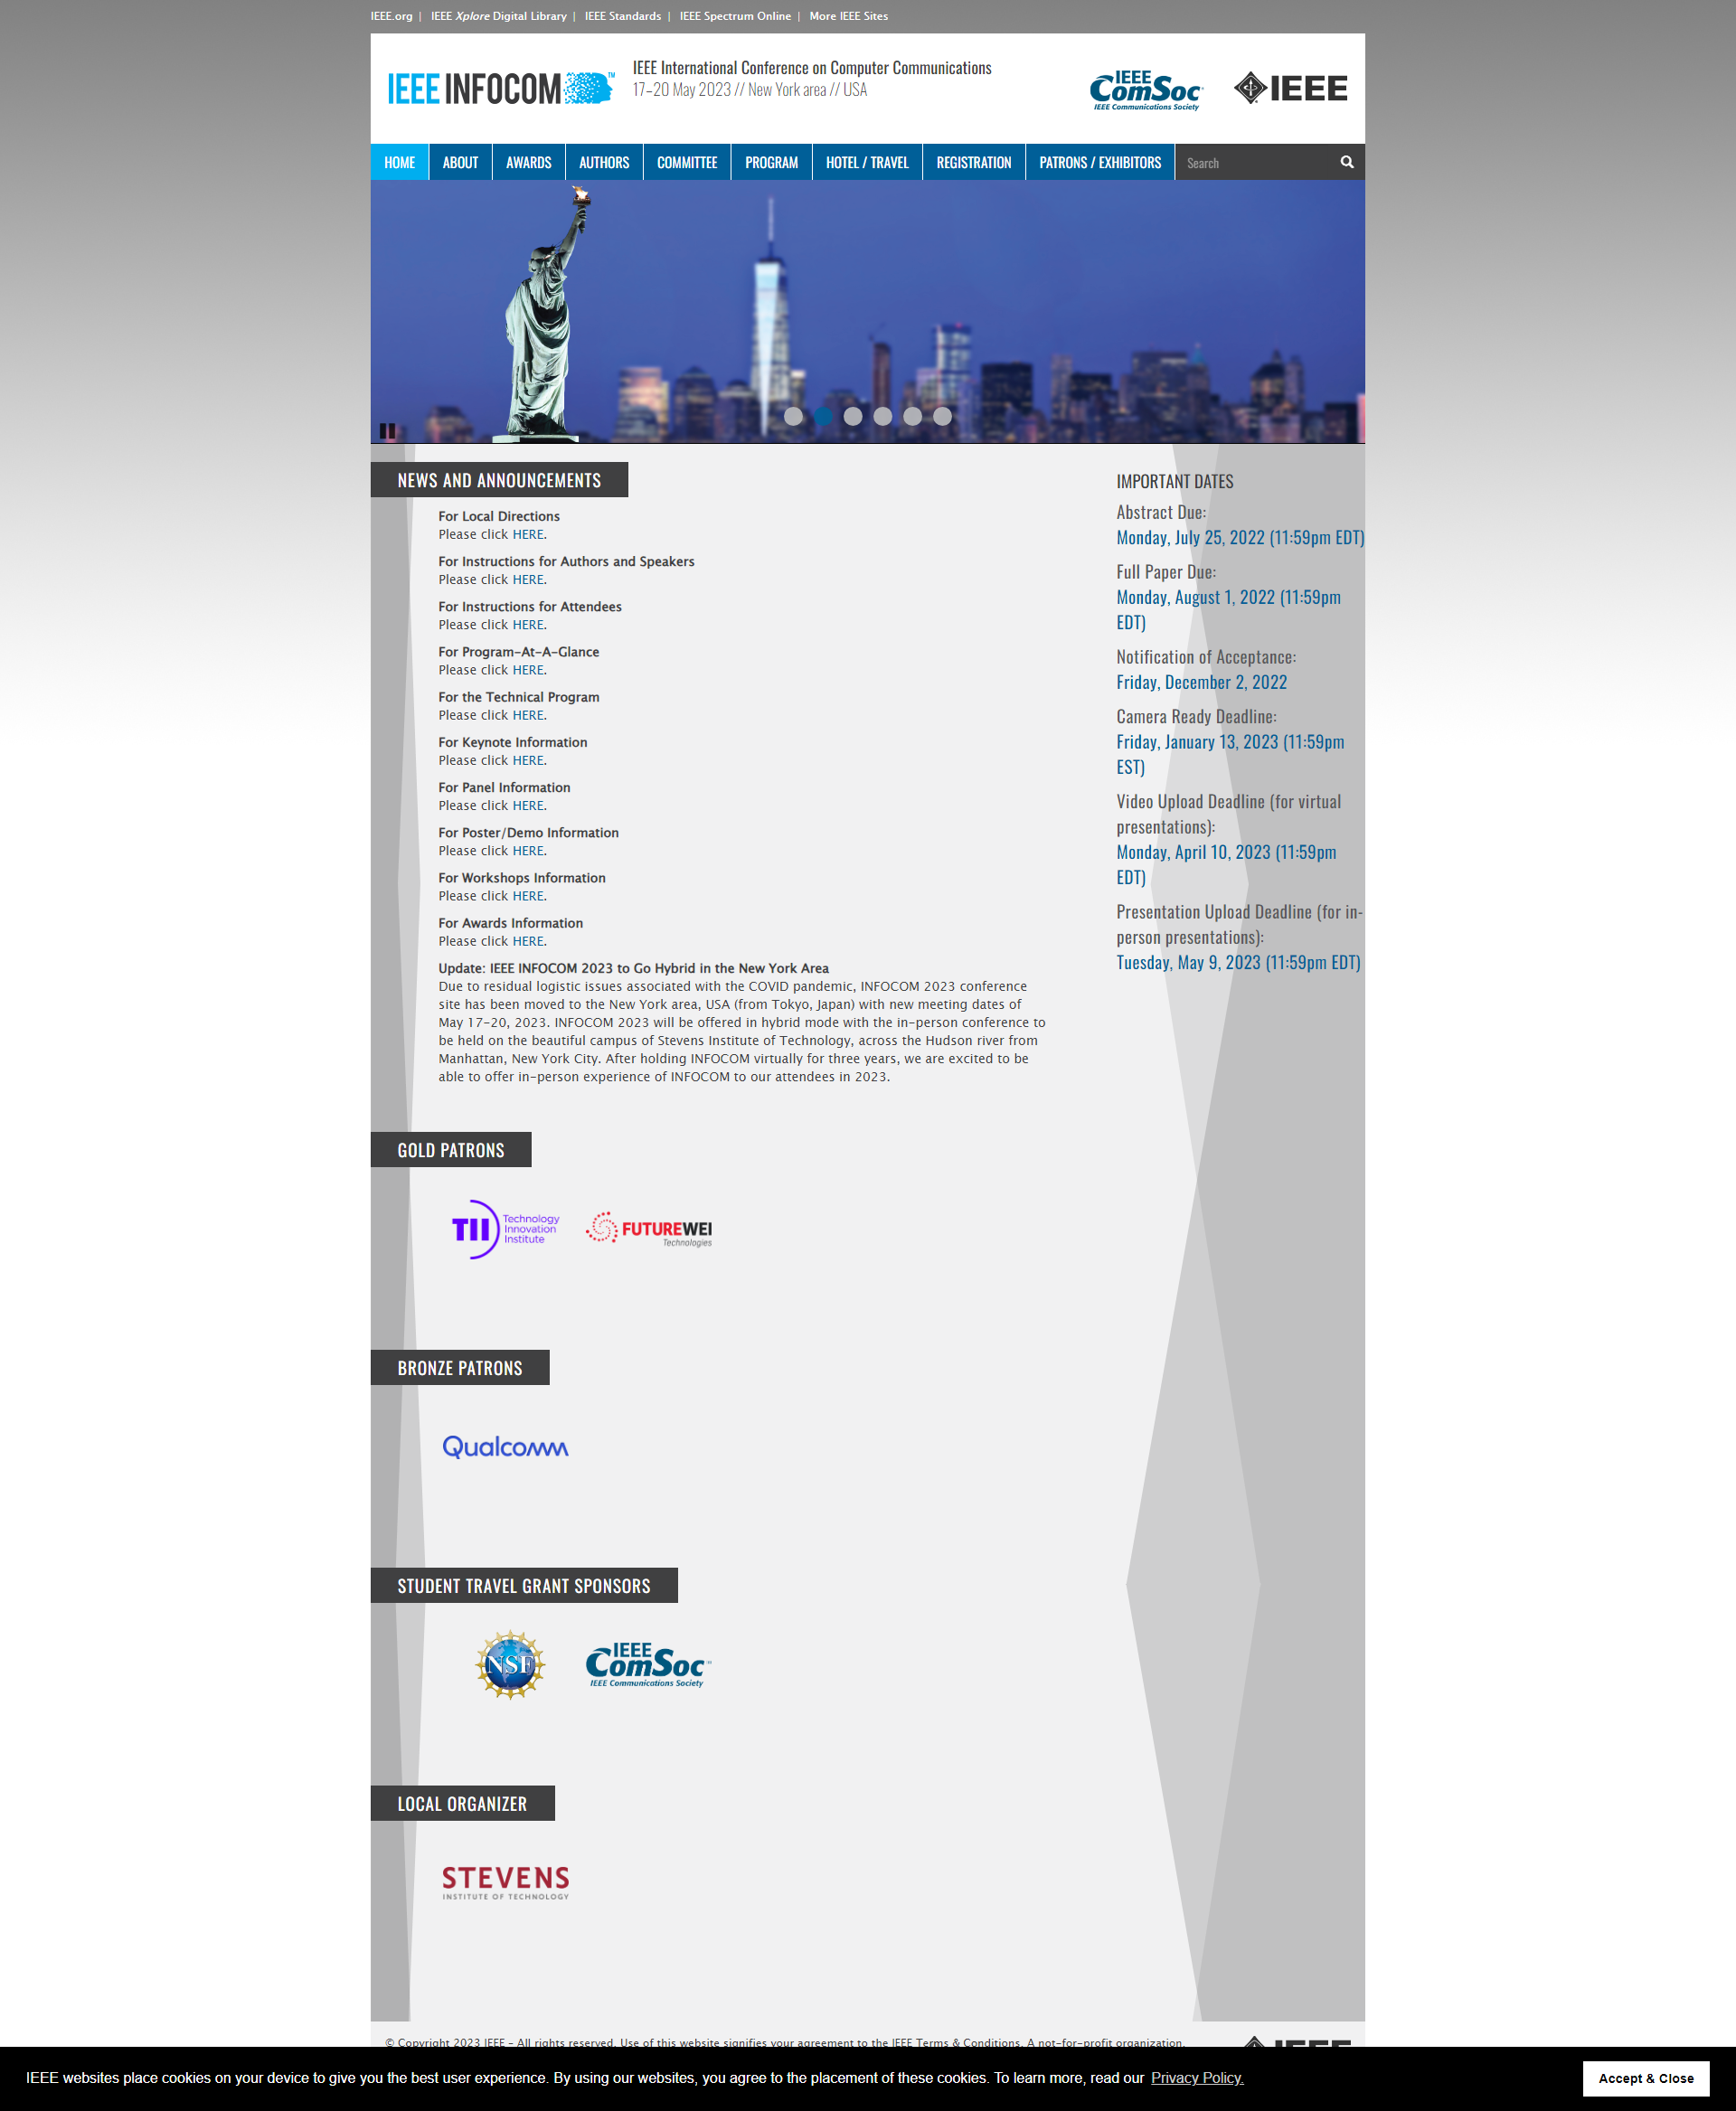 IEEE.org | IEEE Xplore Digital Library | IEEE Standards | IEEE Spectrum Online | More IEEE Sites
IEEE INFOCOM™
IEEE International Conference on Computer Communications
17–20 May 2023 // New York area // USA
IEEE
ComSoc
IEEE Communications Society
IEEE
HOME ABOUT AWARDS AUTHORS COMMITTEE PROGRAM HOTEL / TRAVEL REGISTRATION PATRONS / EXHIBITORS Search
NEWS AND ANNOUNCEMENTS
For Local Directions
Please click HERE.
For Instructions for Authors and Speakers
Please click HERE.
For Instructions for Attendees
Please click HERE.
For Program-At-A-Glance
Please click HERE.
For the Technical Program
Please click HERE.
For Keynote Information
Please click HERE.
For Panel Information
Please click HERE.
For Poster/Demo Information
Please click HERE.
For Workshops Information
Please click HERE.
For Awards Information
Please click HERE.
Update: IEEE INFOCOM 2023 to Go Hybrid in the New York Area
Due to residual logistic issues associated with the COVID pandemic, INFOCOM 2023 conference
site has been moved to the New York area, USA (from Tokyo, Japan) with new meeting dates of
May 17-20, 2023. INFOCOM 2023 will be offered in hybrid mode with the in-person conference to
be held on the beautiful campus of Stevens Institute of Technology, across the Hudson river from
Manhattan, New York City. After holding INFOCOM virtually for three years, we are excited to be
able to offer in-person experience of INFOCOM to our attendees in 2023.
IMPORTANT DATES
Abstract Due:
Monday, July 25, 2022 (11:59pm EDT)
Full Paper Due:
Monday, August 1, 2022 (11:59pm
EDT)
Notification of Acceptance:
Friday, December 2, 2022
Camera Ready Deadline:
Friday, January 13, 2023 (11:59pm
EST)
Video Upload Deadline (for virtual
presentations):
Monday, April 10, 2023 (11:59pm
EDT)
Presentation Upload Deadline (for in-
person presentations):
Tuesday, May 9, 2023 (11:59pm EDT)
GOLD PATRONS
TII
Technology
Innovation
Institute
FUTUREWEI
Technologies
BRONZE PATRONS
Qualcomm
STUDENT TRAVEL GRANT SPONSORS
NSF
IEEE
ComSoc
IEEE Communications Society
LOCAL ORGANIZER
STEVENS
INSTITUTE OF TECHNOLOGY
© Copyright 2023 IEEE – All rights reserved. Use of this website signifies your agreement to the IEEE Terms & Conditions. A not-for-profit organization,
IEEE
IEEE websites place cookies on your device to give you the best user experience. By using our websites, you agree to the placement of these cookies. To learn more, read our Privacy Policy.
Accept & Close